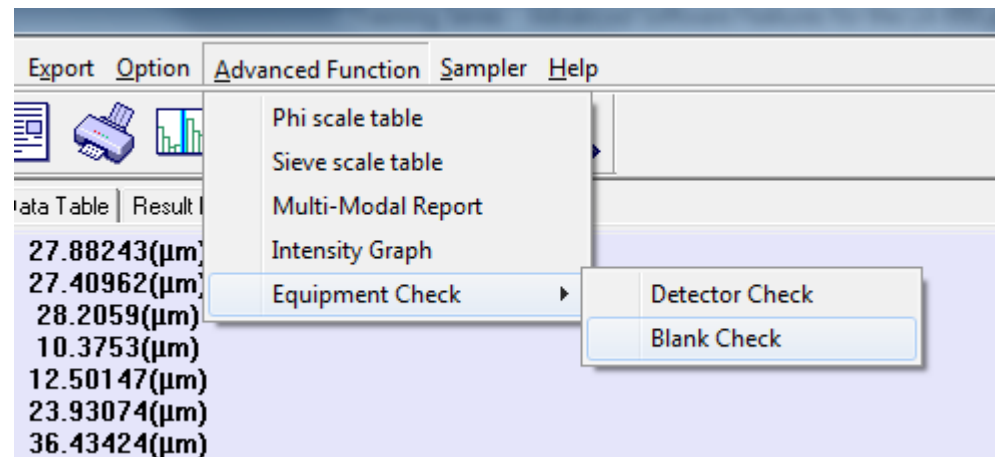 Export Option Advanced Function Sampler Help
Phi scale table
Sieve scale table
Multi-Modal Report
Intensity Graph
Equipment Check
Detector Check
Blank Check
Table Result
27.88243(µm)
27.40962(µm)
28.2059(µm)
10.3753(µm)
12.50147(µm)
23.93074(µm)
36.43424(µm)